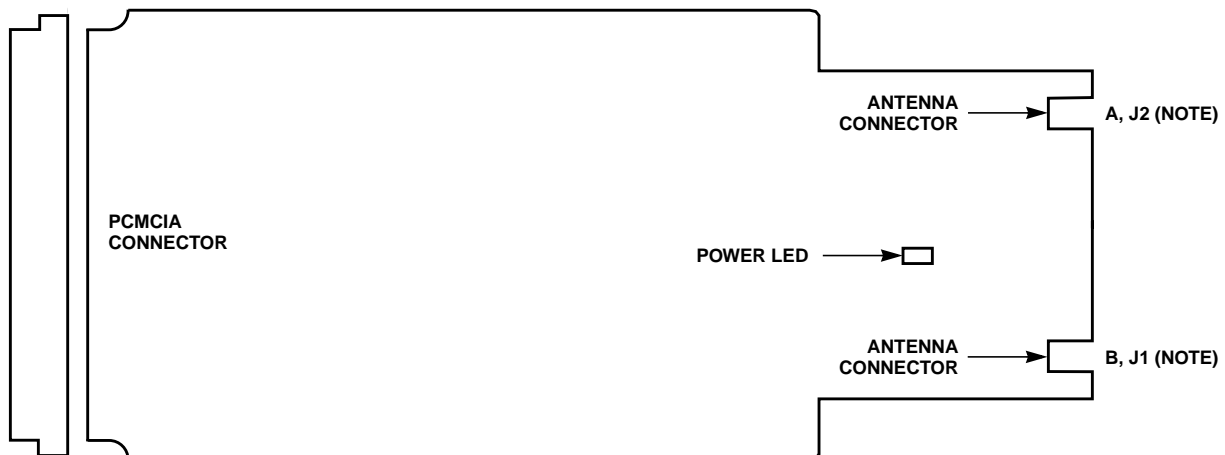 ANTENNA
CONNECTOR
A, J2 (NOTE)
PCMCIA
CONNECTOR
POWER LED
ANTENNA
CONNECTOR
B, J1 (NOTE)